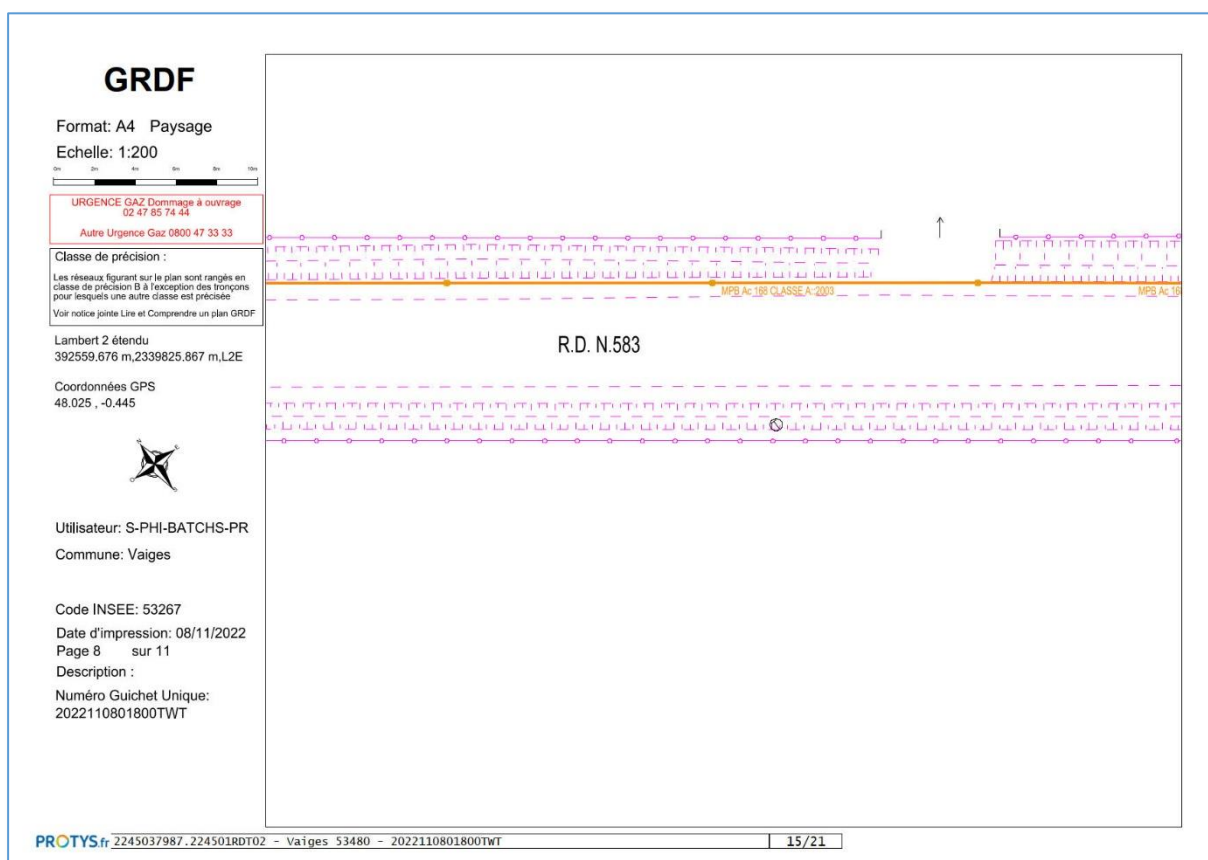 GRDF
Format: A4 Paysage
Echelle: 1:200
0m 2m 4m 6m 8m 10m
URGENCE GAZ Dommage à ouvrage
02 47 85 74 44
Autre Urgence Gaz 0800 47 33 33
Classe de précision :
Les réseaux figurant sur le plan sont rangés en
classe de précision B à l'exception des tronçons
pour lesquels une autre classe est précisée
Voir notice jointe Lire et Comprendre un plan GRDF
Lambert 2 étendu
392559.676 m,2339825.867 m,L2E
Coordonnées GPS
48.025 , -0.445
N E
O S
Utilisateur: S-PHI-BATCHS-PR
Commune: Vaiges
Code INSEE: 53267
Date d'impression: 08/11/2022
Page 8 sur 11
Description :
Numéro Guichet Unique:
2022110801800TWT
MPB Ac 168 CLASSE A::2003
MPB Ac 168
R.D. N.583
PROTYS.fr 2245037987.224501RDT02 - Vaiges 53480 - 2022110801800TWT 15/21